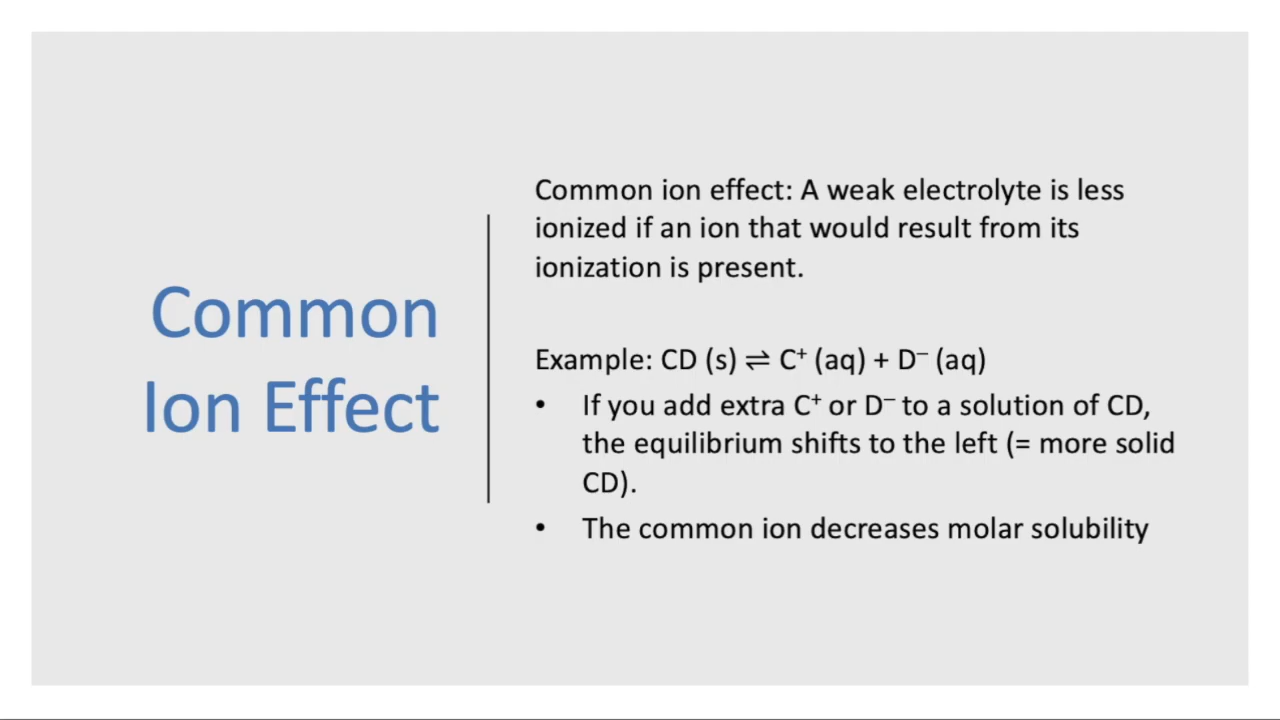 Common
Ion Effect
Common ion effect: A weak electrolyte is less
ionized if an ion that would result from its
ionization is present.
Example: CD (s) ⇌ C⁺ (aq) + D⁻ (aq)
• If you add extra C⁺ or D⁻ to a solution of CD,
the equilibrium shifts to the left (= more solid
CD).
• The common ion decreases molar solubility